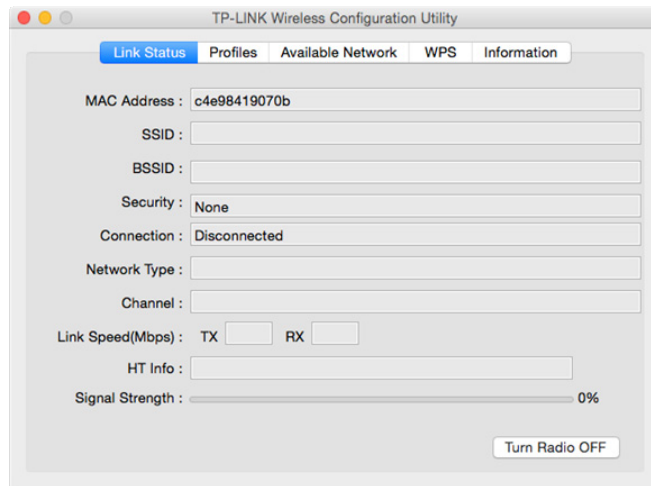 TP-LINK Wireless Configuration Utility
Link Status Profiles Available Network WPS Information
MAC Address : c4e98419070b
SSID :
BSSID :
Security : None
Connection : Disconnected
Network Type :
Channel :
Link Speed(Mbps) : TX RX
HT Info :
Signal Strength : 0%
Turn Radio OFF